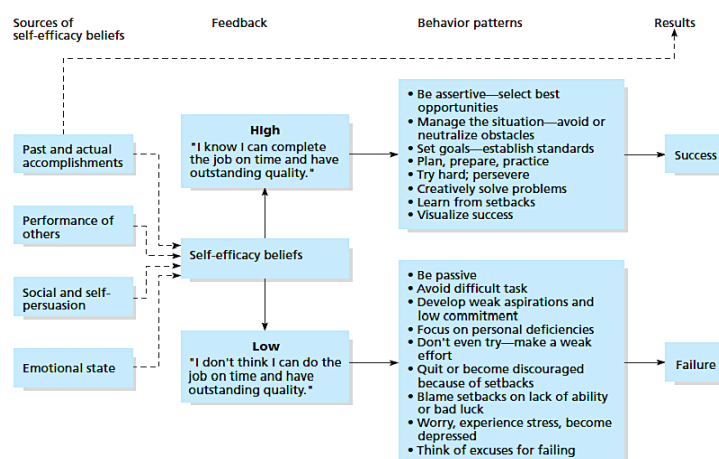 Sources of
self-efficacy beliefs
Feedback
Behavior patterns
Results
Past and actual
accomplishments
Performance of
others
Social and self-
persuasion
Emotional state
High
"I know I can complete
the job on time and have
outstanding quality."
Self-efficacy beliefs
Low
"I don't think I can do the
job on time and have
outstanding quality."
• Be assertive—select best
opportunities
• Manage the situation—avoid or
neutralize obstacles
• Set goals—establish standards
• Plan, prepare, practice
• Try hard; persevere
• Creatively solve problems
• Learn from setbacks
• Visualize success
• Be passive
• Avoid difficult task
• Develop weak aspirations and
low commitment
• Focus on personal deficiencies
• Don't even try—make a weak
effort
• Quit or become discouraged
because of setbacks
• Blame setbacks on lack of ability
or bad luck
• Worry, experience stress, become
depressed
• Think of excuses for failing
Success
Failure